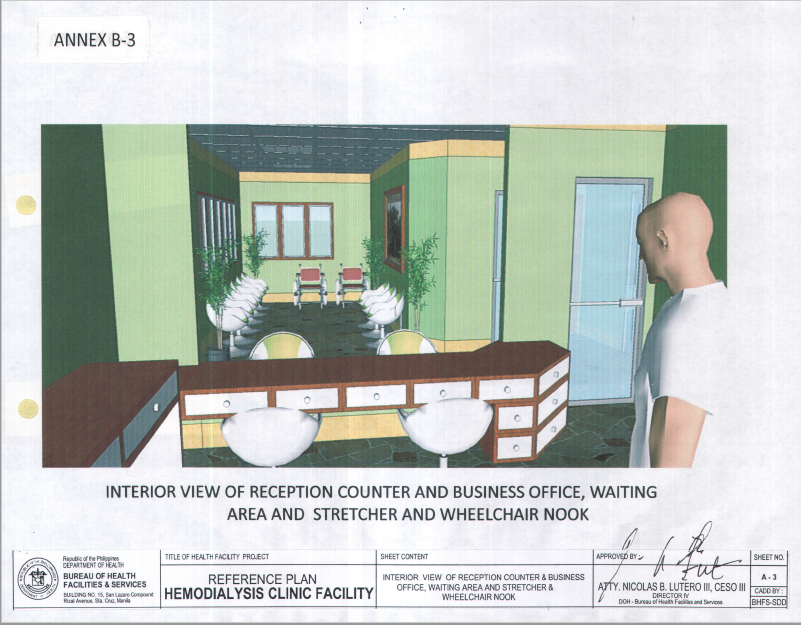 ANNEX B-3
INTERIOR VIEW OF RECEPTION COUNTER AND BUSINESS OFFICE, WAITING
AREA AND STRETCHER AND WHEELCHAIR NOOK
Republic of the Philippines
DEPARTMENT OF HEALTH
BUREAU OF HEALTH
FACILITIES & SERVICES
BUILDING NO. 15, San Lazaro Compound
Rizal Avenue, Sta. Cruz, Manila
TITLE OF HEALTH FACILITY PROJECT
REFERENCE PLAN
HEMODIALYSIS CLINIC FACILITY
SHEET CONTENT
INTERIOR VIEW OF RECEPTION COUNTER & BUSINESS
OFFICE, WAITING AREA AND STRETCHER &
WHEELCHAIR NOOK
APPROVED BY:
ATTY. NICOLAS B. LUTERO III, CESO III
DIRECTOR IV
DOH - Bureau of Health Facilities and Services
SHEET NO.
A - 3
CADD BY :
BHFS-SDD